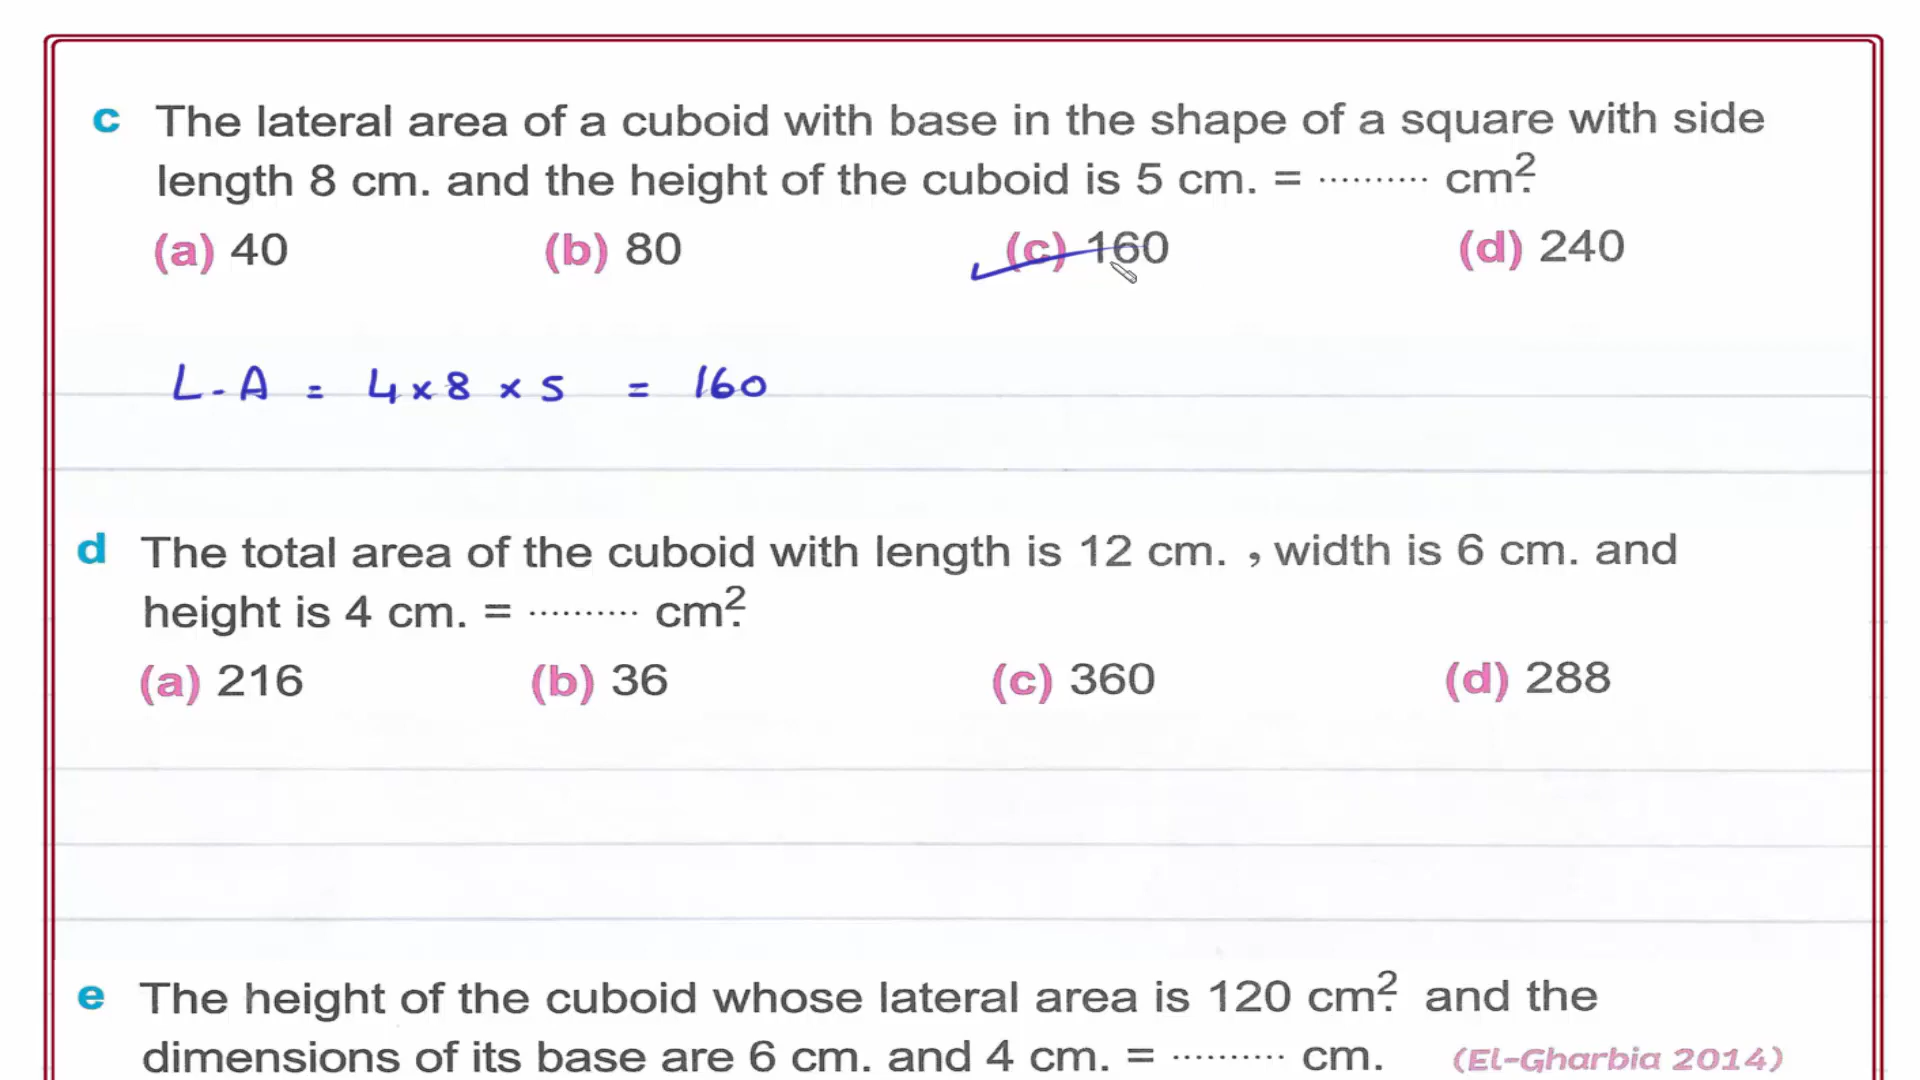 c The lateral area of a cuboid with base in the shape of a square with side
length 8 cm. and the height of the cuboid is 5 cm. = ·········· cm².
(a) 40 (b) 80 (c) 160 (d) 240
L.A = 4 × 8 × 5 = 160
d The total area of the cuboid with length is 12 cm. , width is 6 cm. and
height is 4 cm. = ·········· cm².
(a) 216 (b) 36 (c) 360 (d) 288
e The height of the cuboid whose lateral area is 120 cm². and the
dimensions of its base are 6 cm. and 4 cm. = ·········· cm. (El-Gharbia 2014)